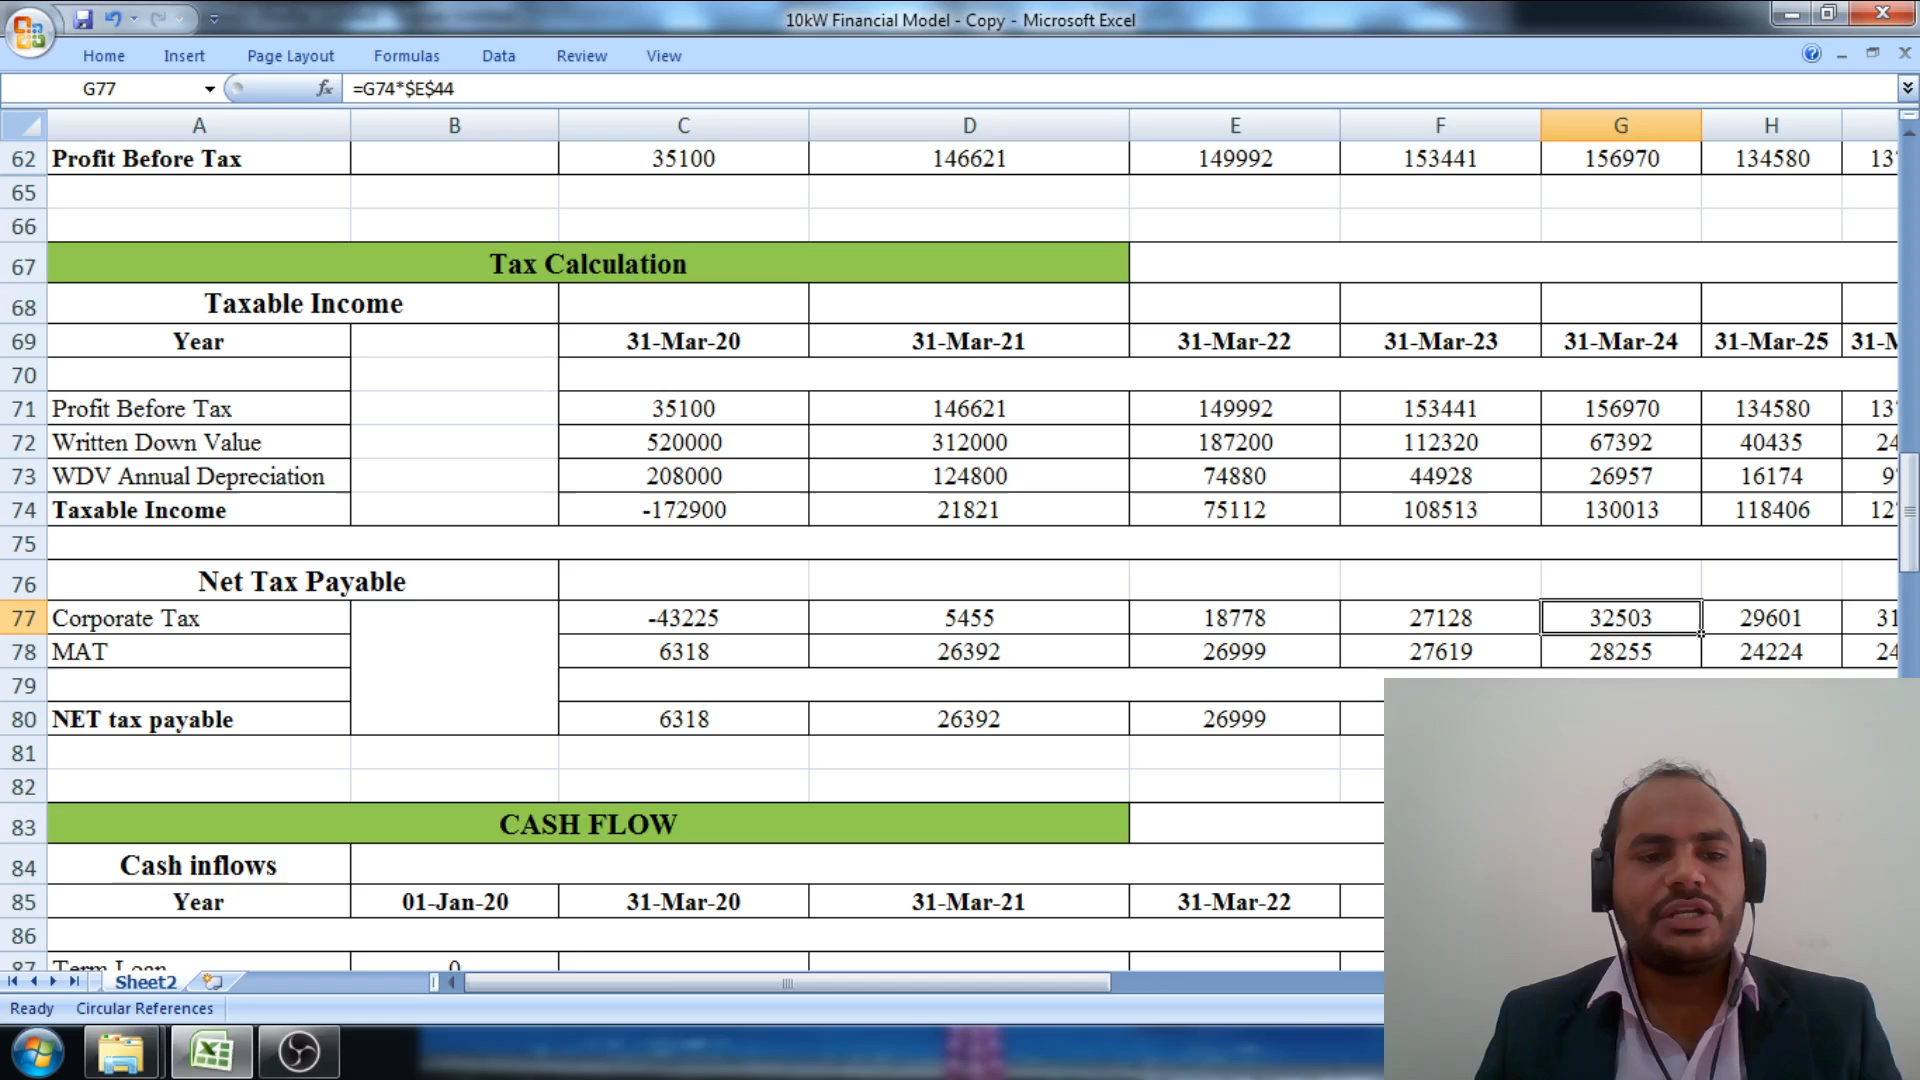 10kW Financial Model - Copy - Microsoft Excel
Home Insert Page Layout Formulas Data Review View
G77 fx =G74*$E$44
A B C D E F G H
62 Profit Before Tax 35100 146621 149992 153441 156970 134580
65
66
67 Tax Calculation
68 Taxable Income
69 Year 31-Mar-20 31-Mar-21 31-Mar-22 31-Mar-23 31-Mar-24 31-Mar-25
70
71 Profit Before Tax 35100 146621 149992 153441 156970 134580
72 Written Down Value 520000 312000 187200 112320 67392 40435
73 WDV Annual Depreciation 208000 124800 74880 44928 26957 16174
74 Taxable Income -172900 21821 75112 108513 130013 118406
75
76 Net Tax Payable
77 Corporate Tax -43225 5455 18778 27128 32503 29601
78 MAT 6318 26392 26999 27619 28255 24224
79
80 NET tax payable 6318 26392 26999
81
82
83 CASH FLOW
84 Cash inflows
85 Year 01-Jan-20 31-Mar-20 31-Mar-21 31-Mar-22
86
87 Term Loan 0
Sheet2
Ready Circular References